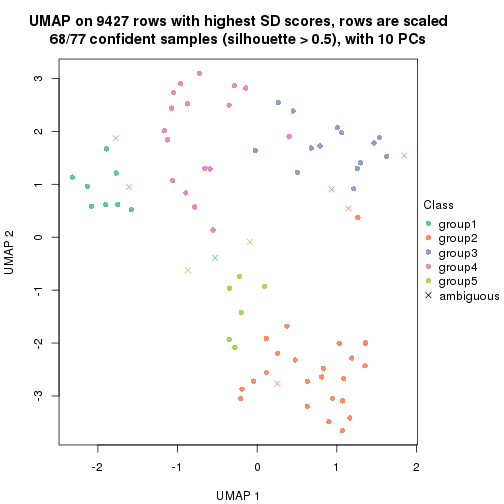 UMAP on 9427 rows with highest SD scores, rows are scaled
68/77 confident samples (silhouette > 0.5), with 10 PCs
3
2
1
0
-1
-2
-3
UMAP 2
-2
-1
0
1
2
UMAP 1
Class
group1
group2
group3
group4
group5
ambiguous